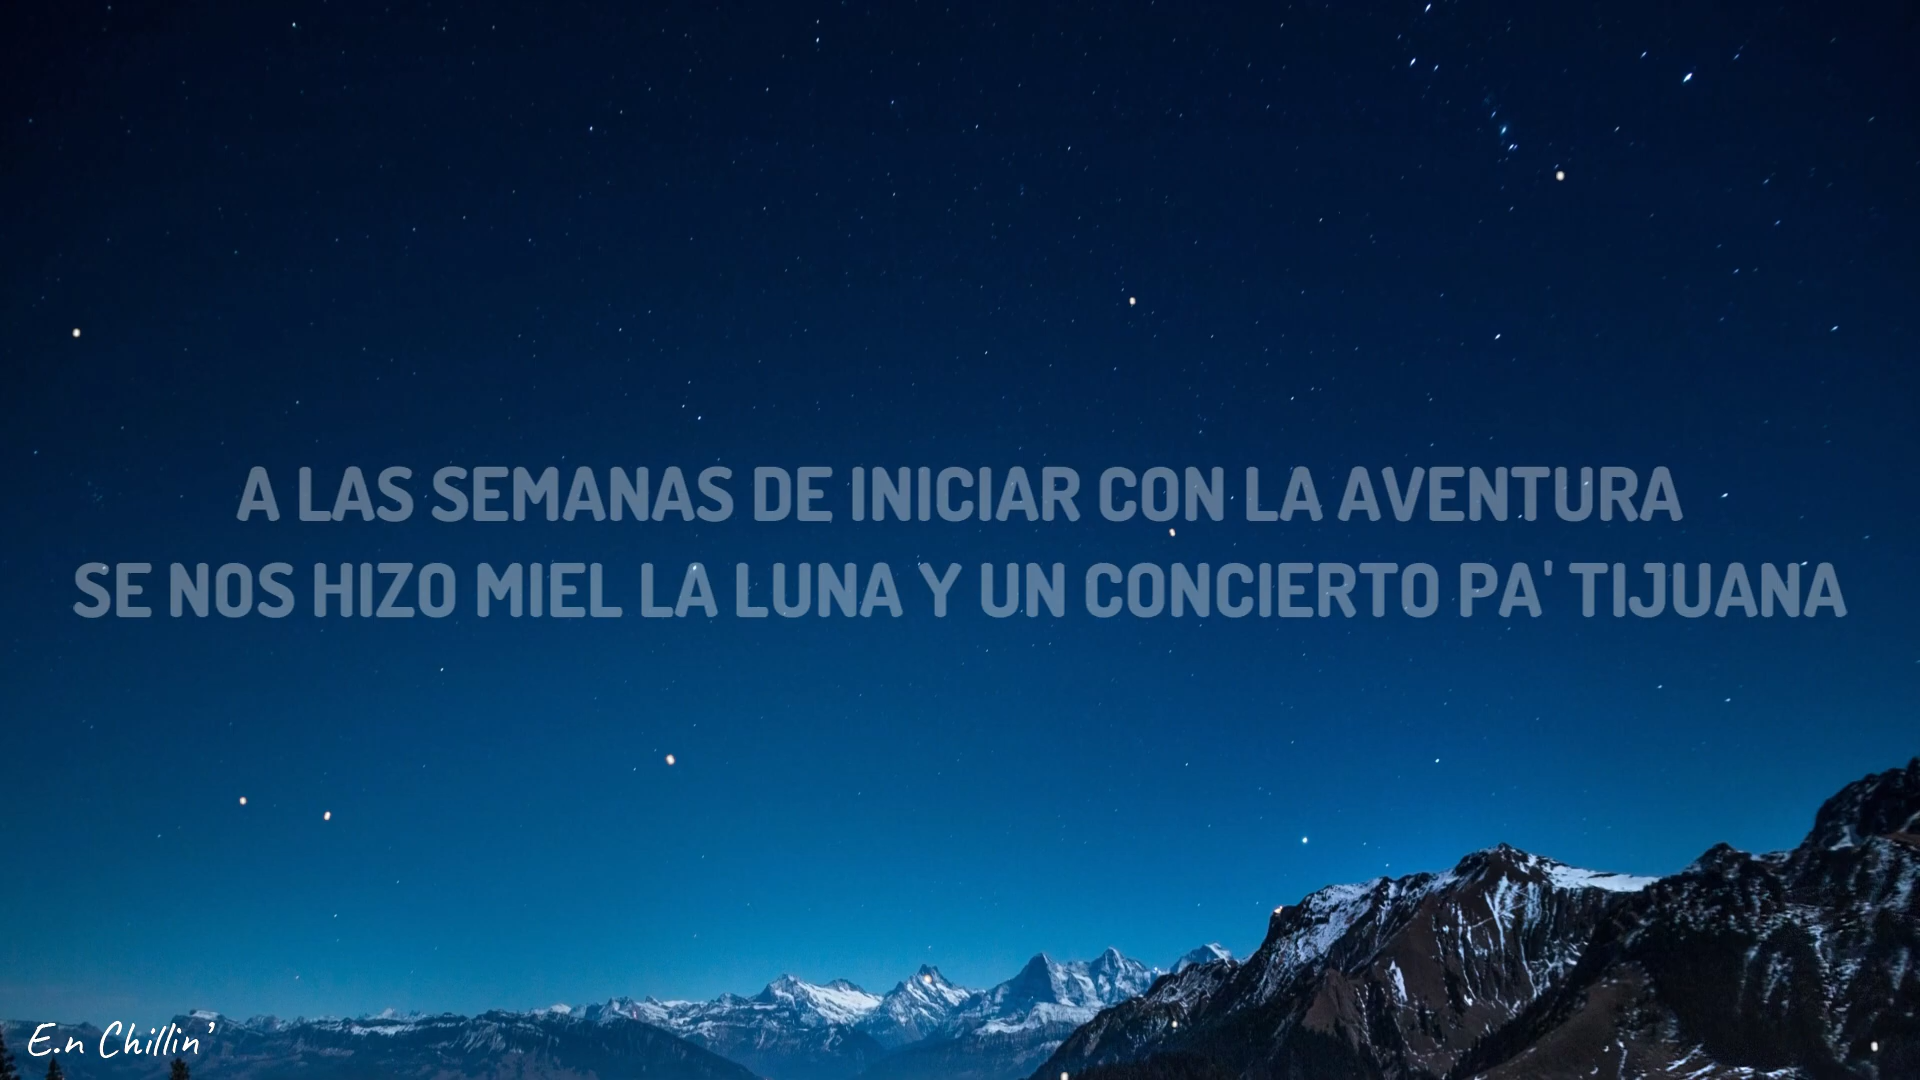 A LAS SEMANAS DE INICIAR CON LA AVENTURA
SE NOS HIZO MIEL LA LUNA Y UN CONCIERTO PA' TIJUANA
E.n Chillin'